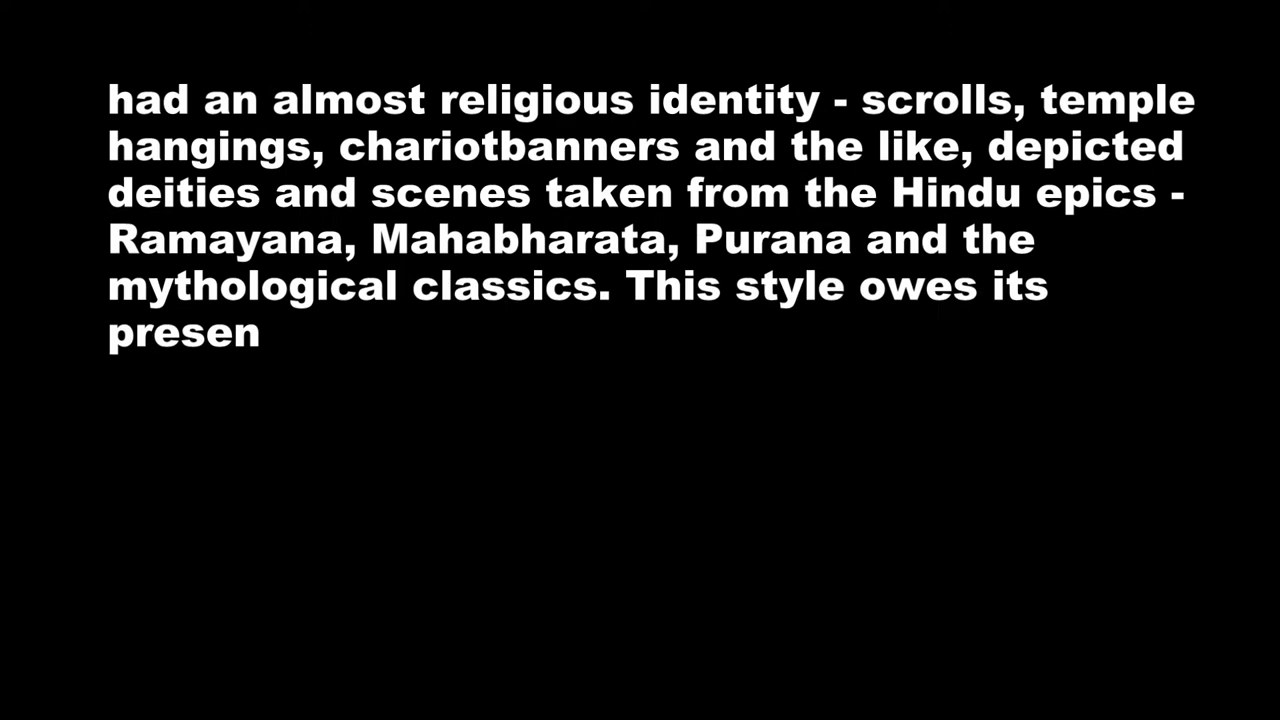 had an almost religious identity - scrolls, temple
hangings, chariotbanners and the like, depicted
deities and scenes taken from the Hindu epics -
Ramayana, Mahabharata, Purana and the
mythological classics. This style owes its
presen